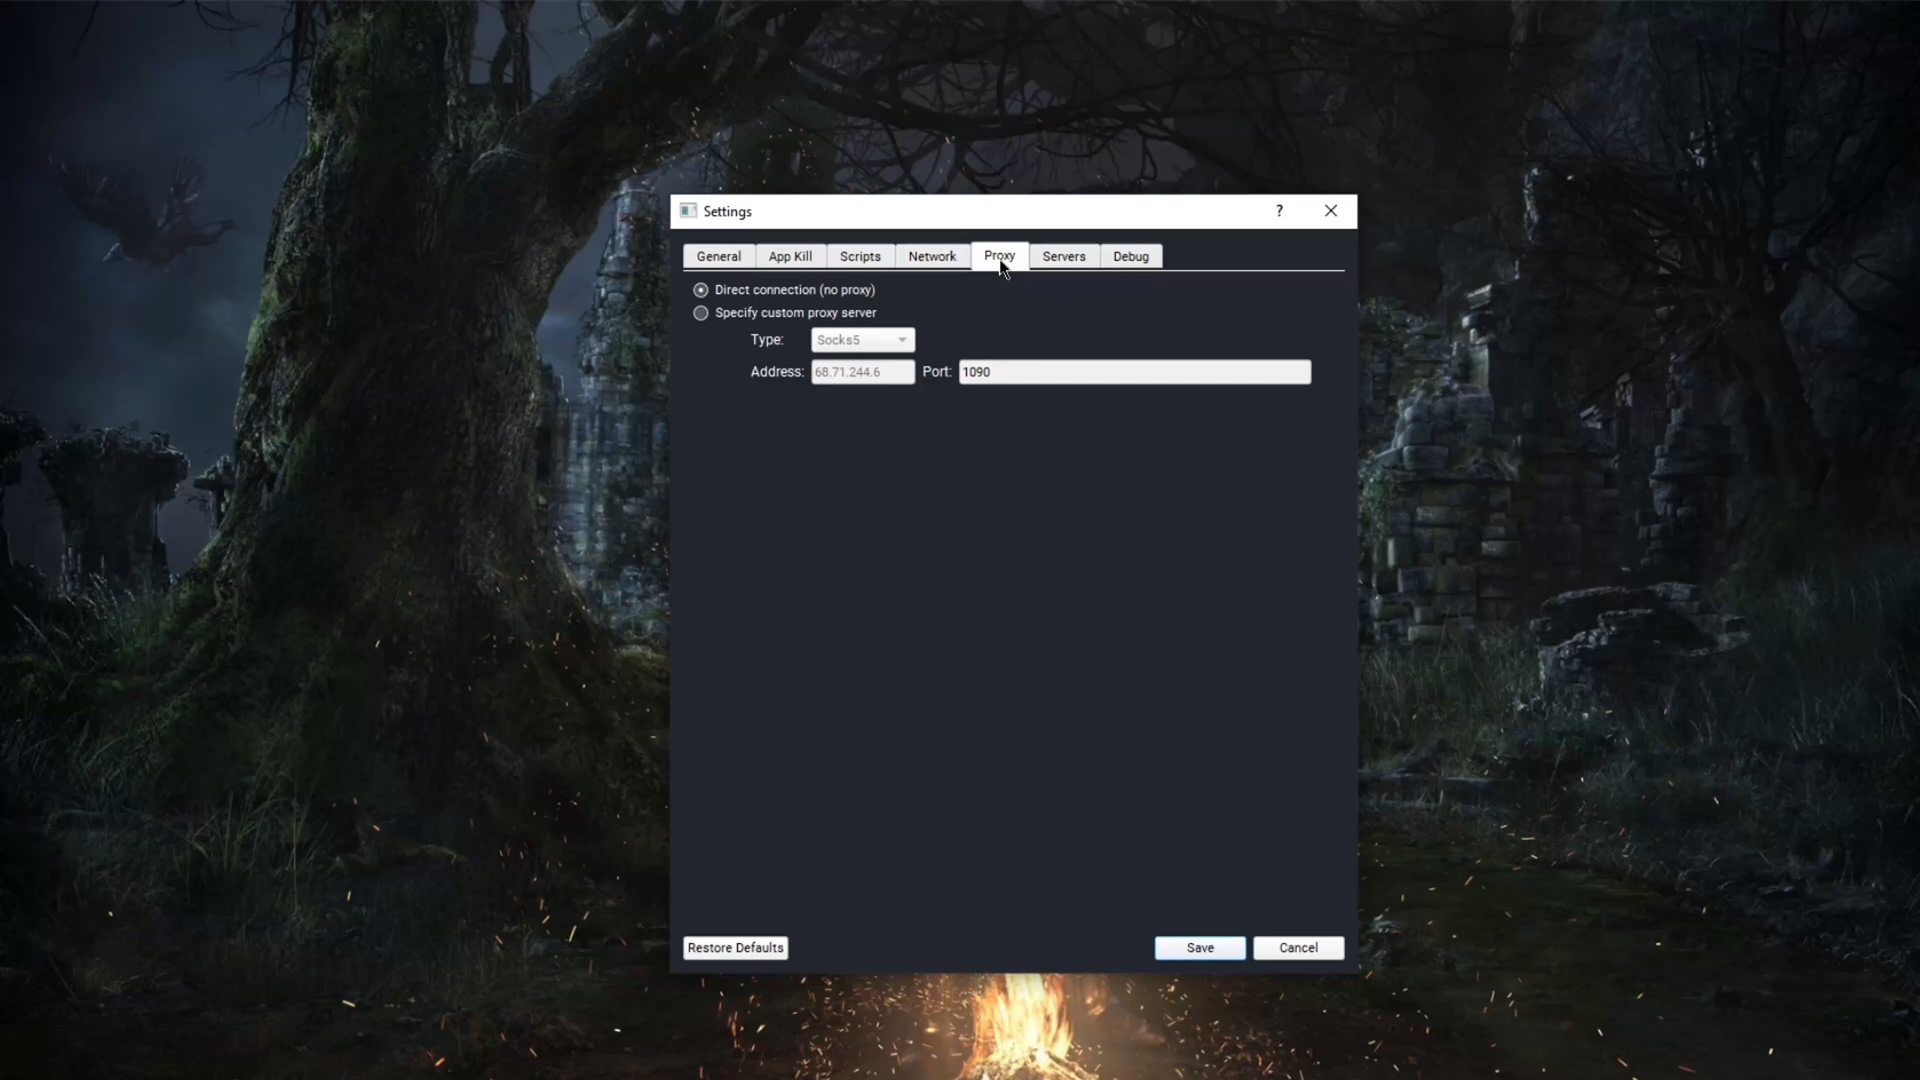 Settings
?
General App Kill Scripts Network Proxy Servers Debug
Direct connection (no proxy)
Specify custom proxy server
Type: Socks5
Address: 68.71.244.6 Port: 1090
Restore Defaults Save Cancel